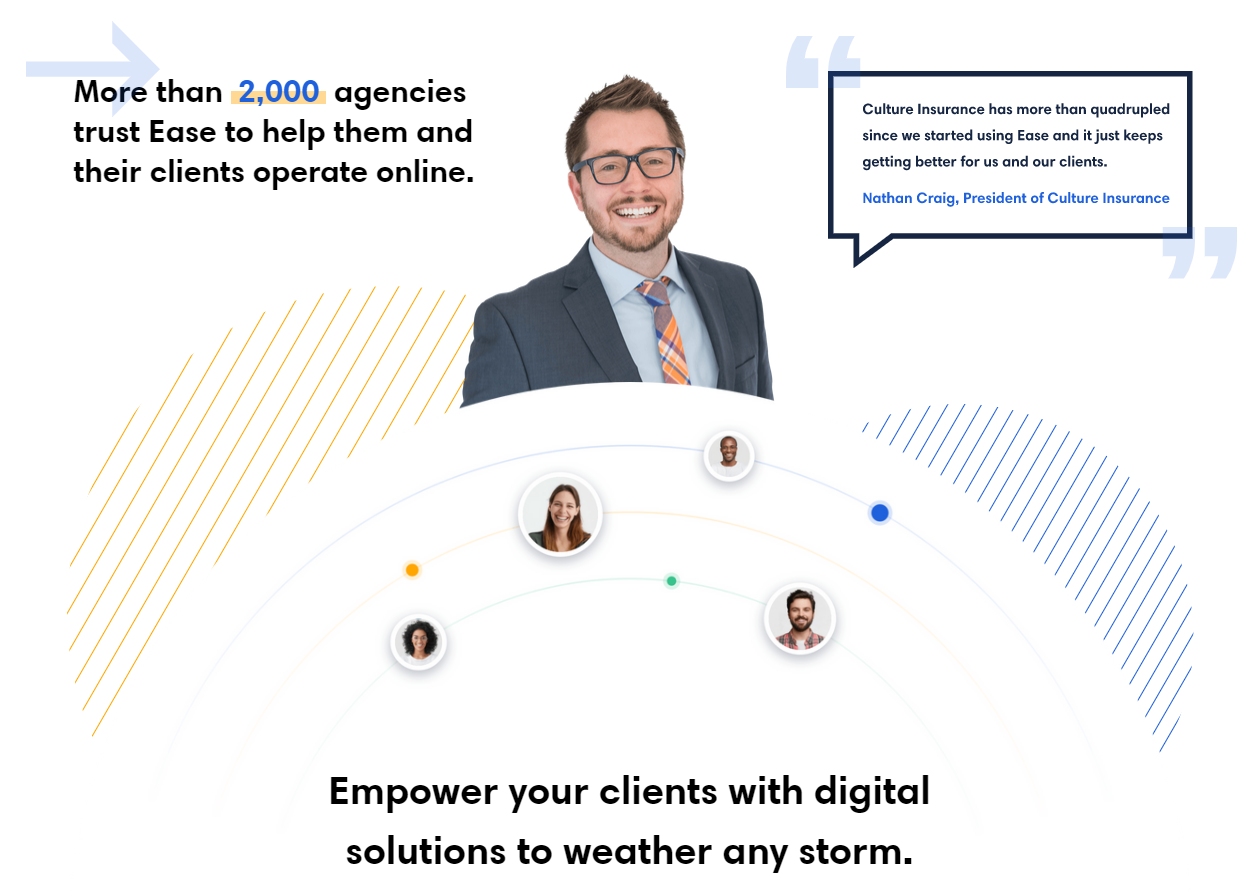 More than 2,000 agencies
trust Ease to help them and
their clients operate online.
Culture Insurance has more than quadrupled
since we started using Ease and it just keeps
getting better for us and our clients.
Nathan Craig, President of Culture Insurance
Empower your clients with digital
solutions to weather any storm.